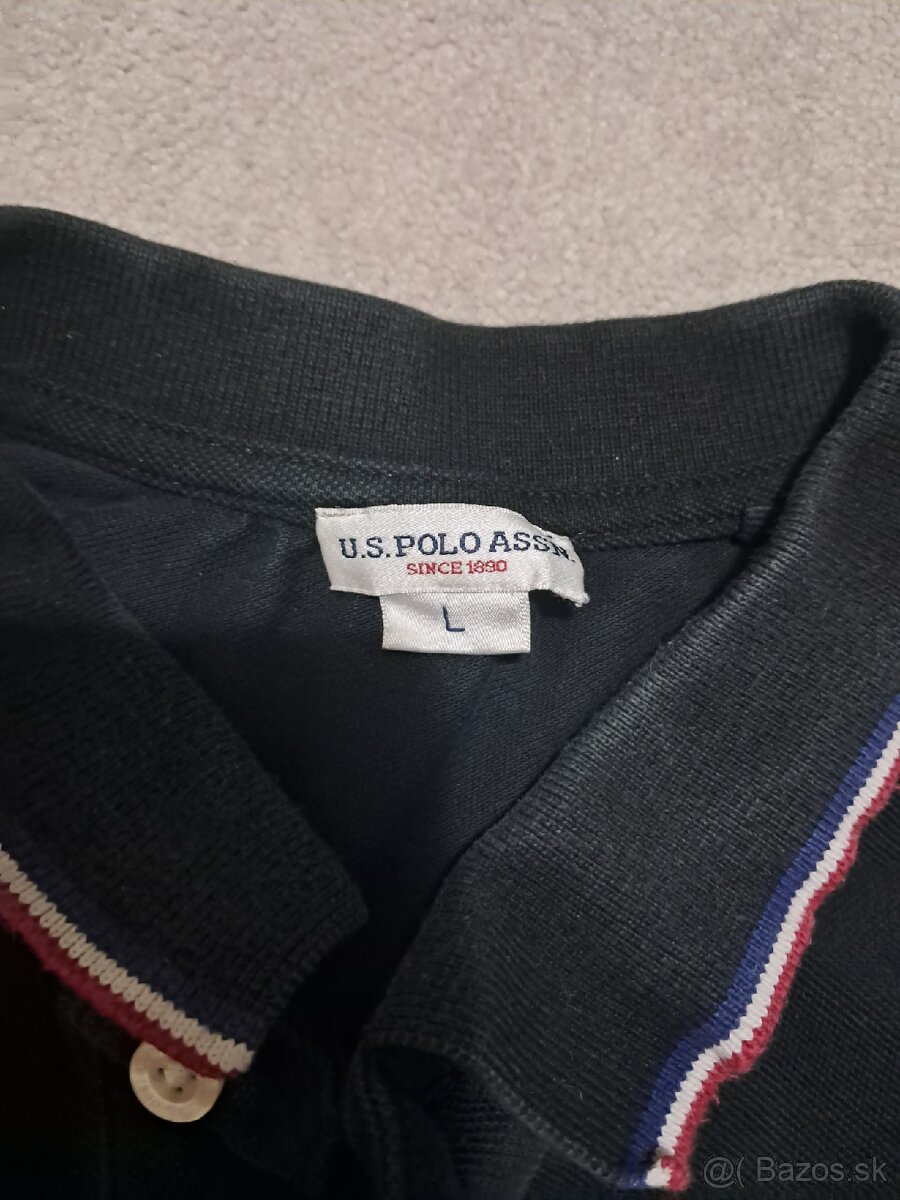 U.S. POLO ASSN.
SINCE 1890
L
@( Bazos.sk